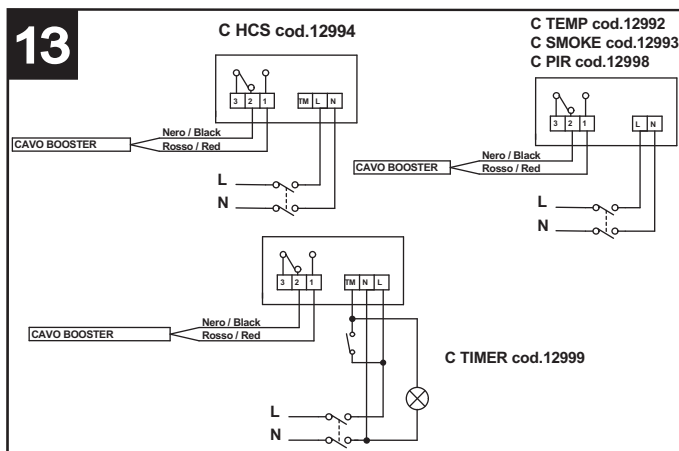 13
C HCS cod.12994
3 2 1 TM L N
CAVO BOOSTER
Nero / Black
Rosso / Red
L
N
C TEMP cod.12992
C SMOKE cod.12993
C PIR cod.12998
3 2 1 L N
CAVO BOOSTER
Nero / Black
Rosso / Red
L
N
3 2 1 TM N L
CAVO BOOSTER
Nero / Black
Rosso / Red
C TIMER cod.12999
L
N